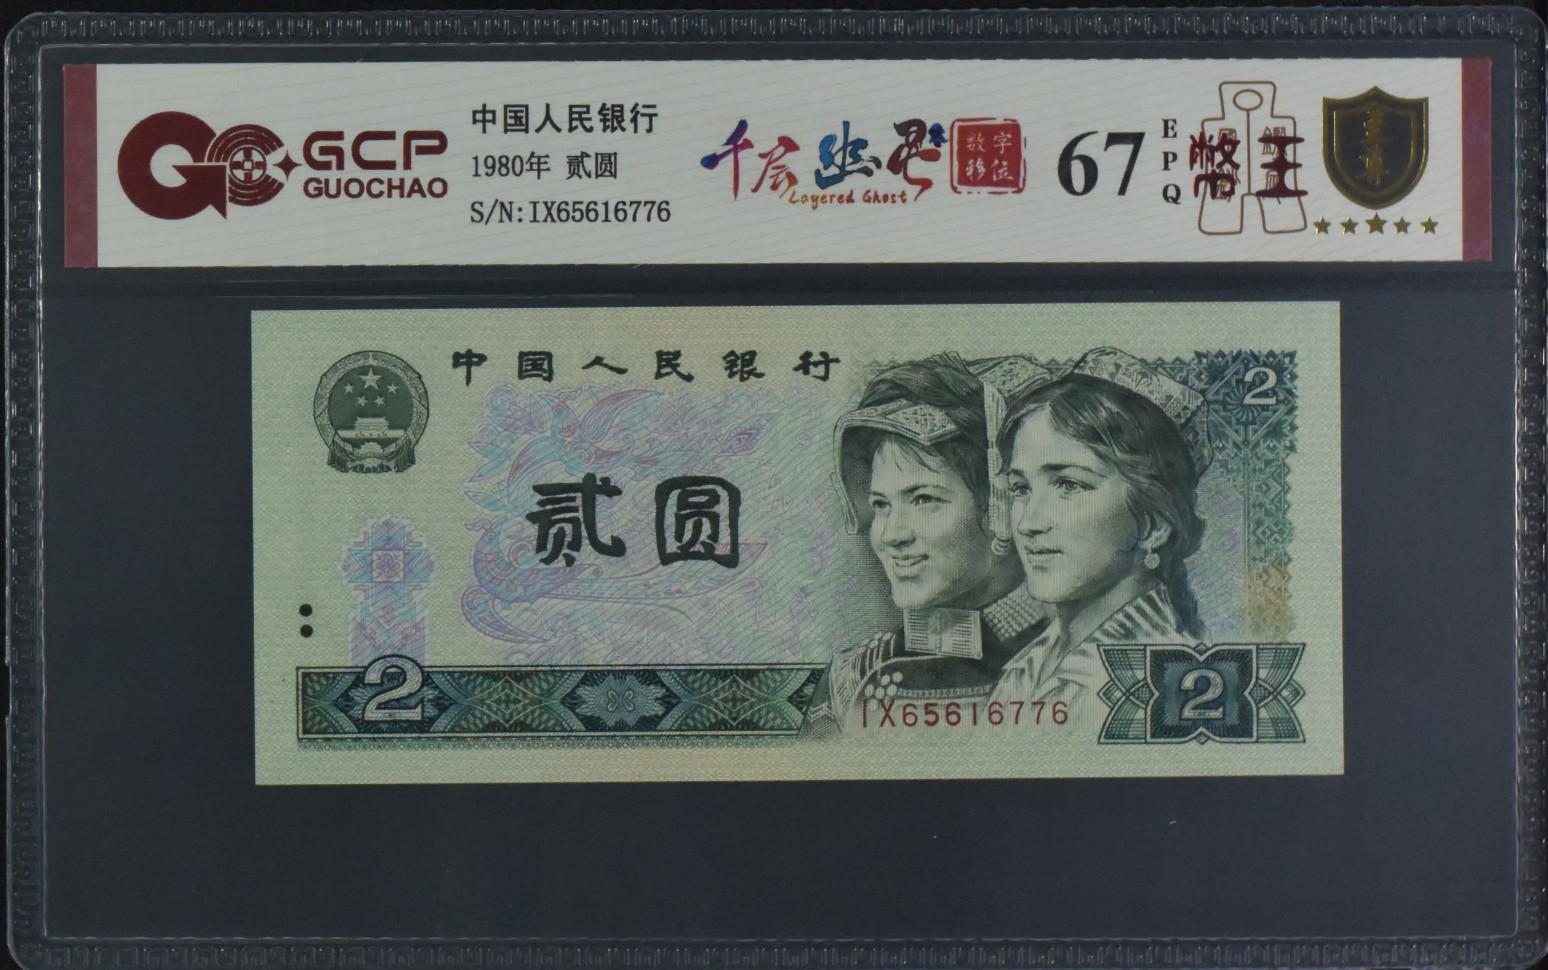 GCP
GUOCHAO
中国人民银行
1980年 贰圆
S/N:IX65616776
千层幽灵
Layered Ghost
数字
移位
67
EPQ
至尊
中国人民银行
2
贰圆
2
IX65616776
2